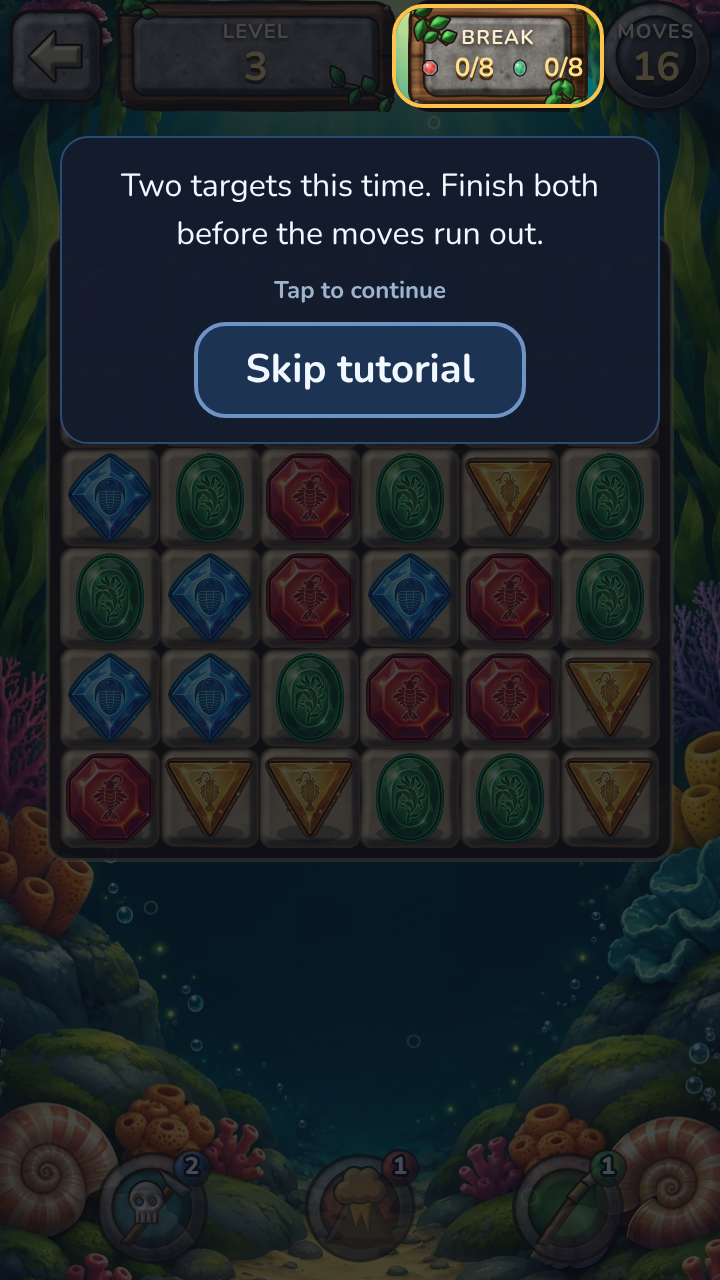 LEVEL
3
BREAK
0/8 0/8
MOVES
16
Two targets this time. Finish both
before the moves run out.
Tap to continue
Skip tutorial
2
1
1